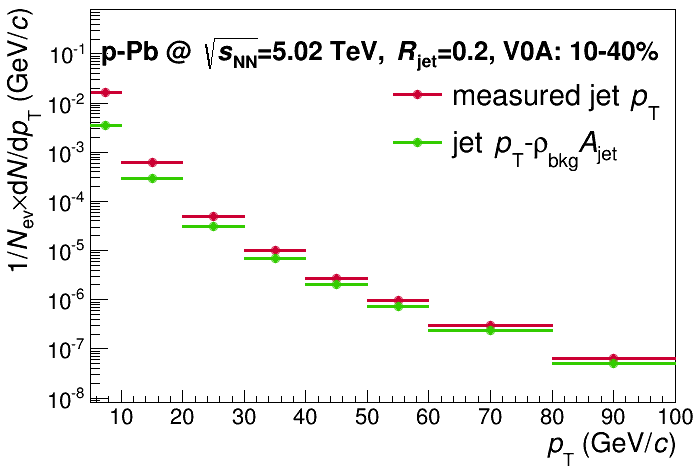 p-Pb @ √sNN=5.02 TeV, Rjet=0.2, V0A: 10-40%
measured jet pT
jet pT-ρbkgAjet
1/Nev×dN/dpT (GeV/c)
10-1
10-2
10-3
10-4
10-5
10-6
10-7
10-8
10 20 30 40 50 60 70 80 90 100
pT (GeV/c)